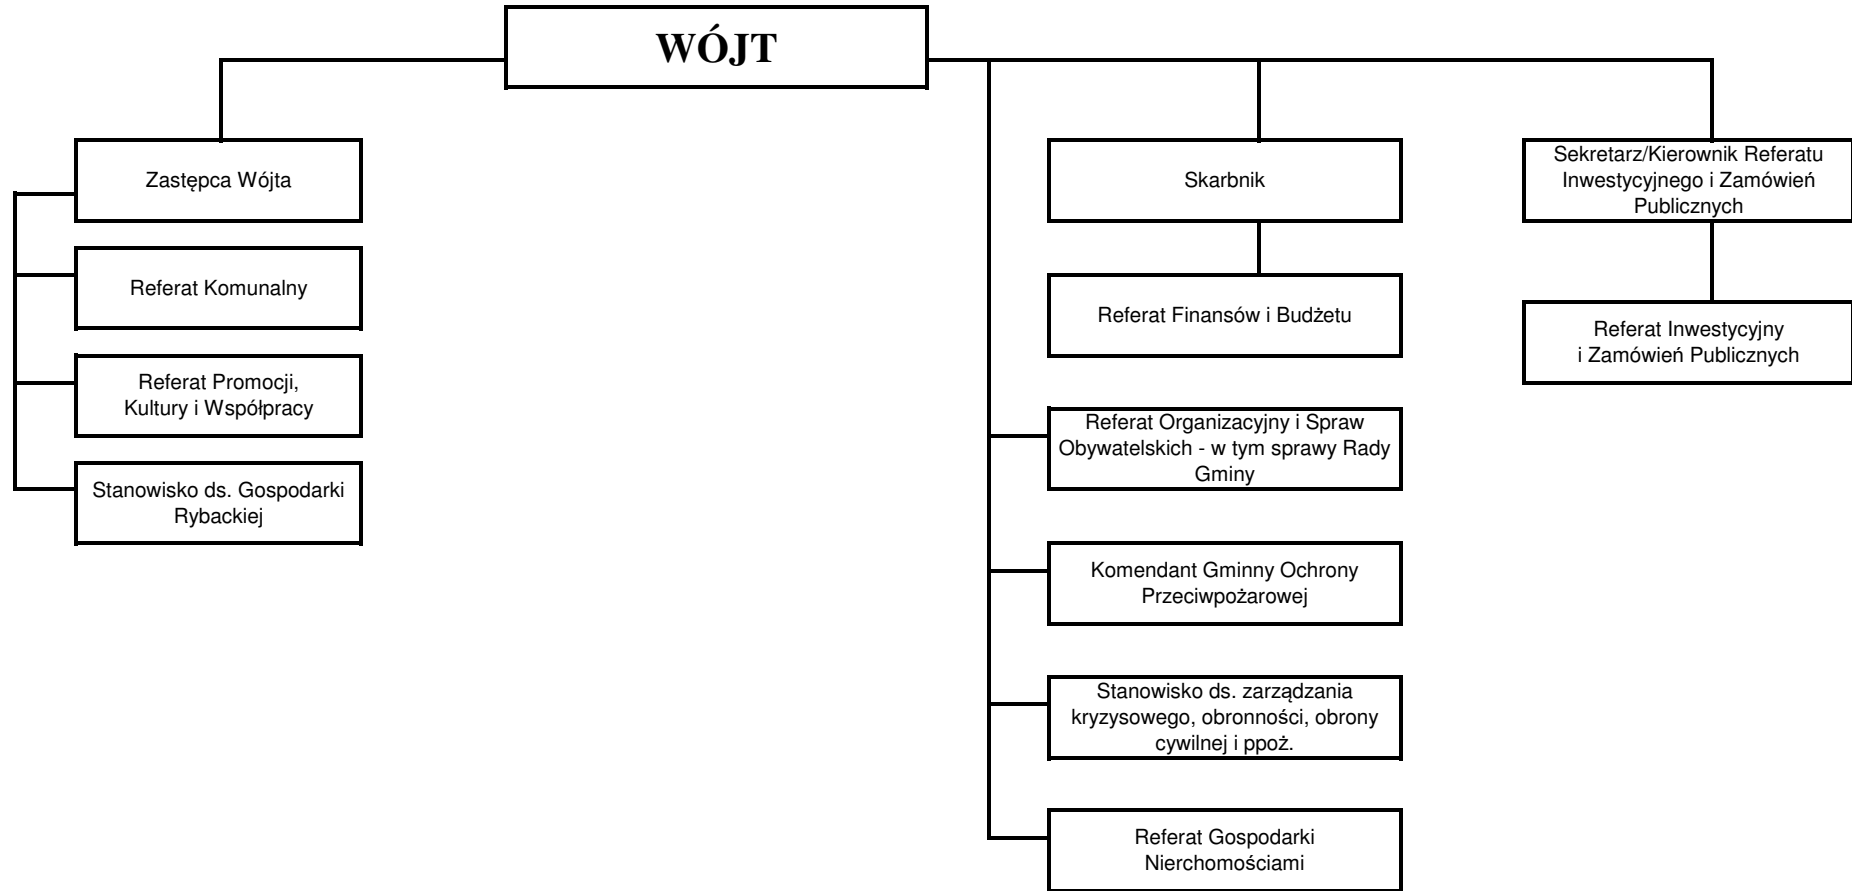 WÓJT
Zastępca Wójta
Referat Komunalny
Referat Promocji,
Kultury i Współpracy
Stanowisko ds. Gospodarki
Rybackiej
Skarbnik
Referat Finansów i Budżetu
Referat Organizacyjny i Spraw
Obywatelskich - w tym sprawy Rady
Gminy
Komendant Gminny Ochrony
Przeciwpożarowej
Stanowisko ds. zarządzania
kryzysowego, obronności, obrony
cywilnej i ppoż.
Referat Gospodarki
Nierchomościami
Sekretarz/Kierownik Referatu
Inwestycyjnego i Zamówień
Publicznych
Referat Inwestycyjny
i Zamówień Publicznych